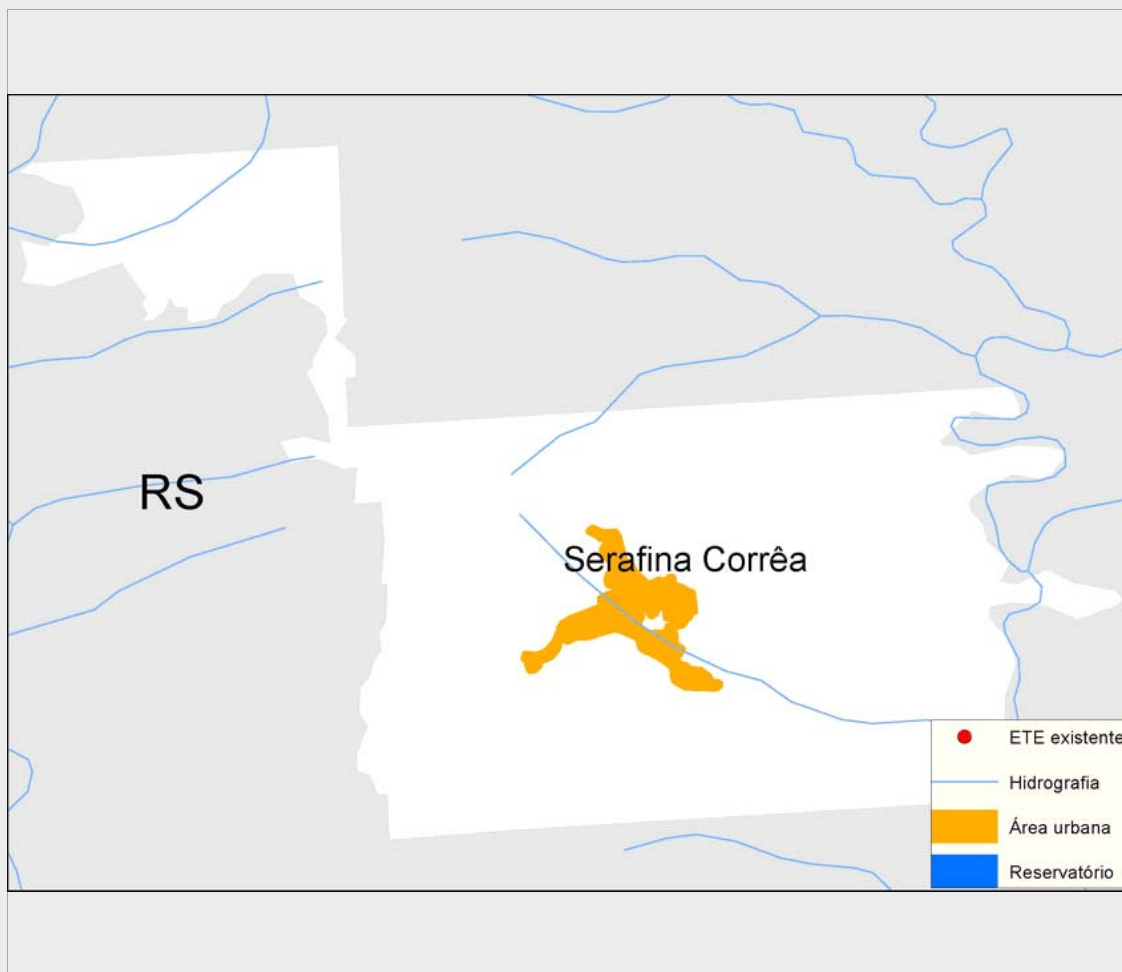 RS
Serafina Corrêa
ETE existente
Hidrografia
Área urbana
Reservatório